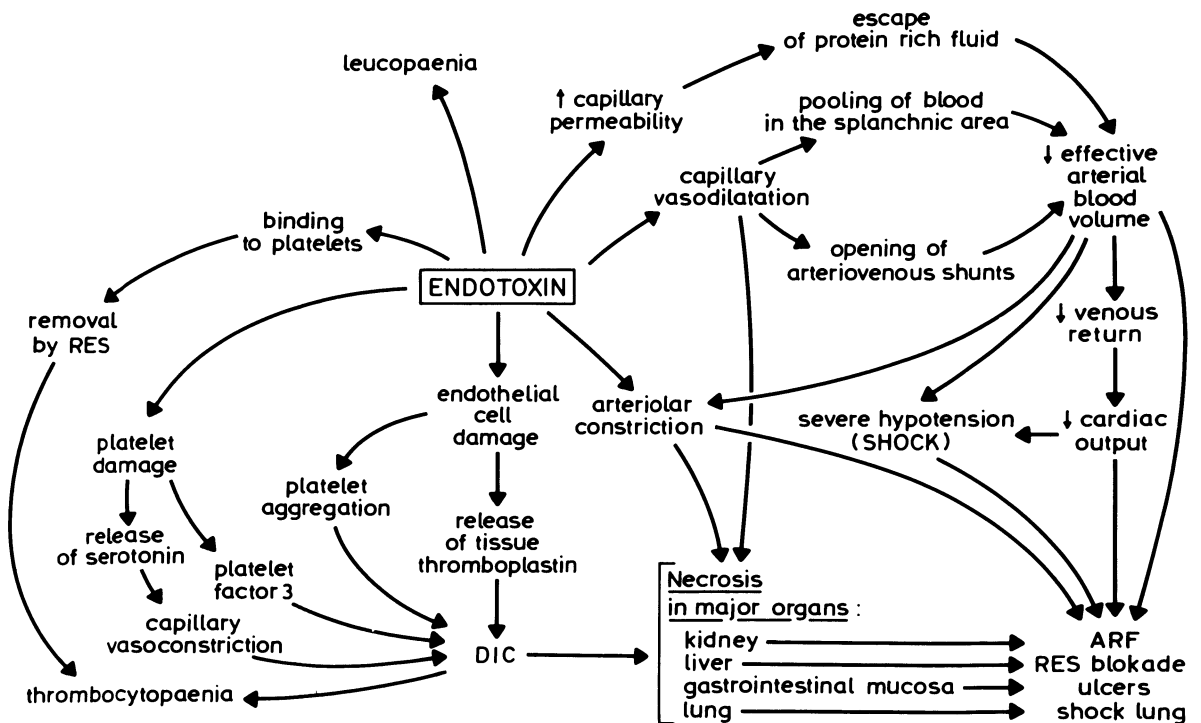 escape
of protein rich fluid
leucopaenia
↑ capillary
permeability
pooling of blood
in the splanchnic area
↓ effective
arterial
blood
volume
capillary
vasodilatation
binding
to platelets
opening of
arteriovenous shunts
ENDOTOXIN
removal
by RES
↓ venous
return
endothelial
cell
damage
arteriolar
constriction
severe hypotension
(SHOCK)
↓ cardiac
output
platelet
damage
platelet
aggregation
release
of serotonin
release
of tissue
thromboplastin
platelet
factor 3
capillary
vasoconstriction
DIC
thrombocytopaenia
Necrosis
in major organs :
kidney
ARF
liver
RES blokade
gastrointestinal mucosa
ulcers
lung
shock lung